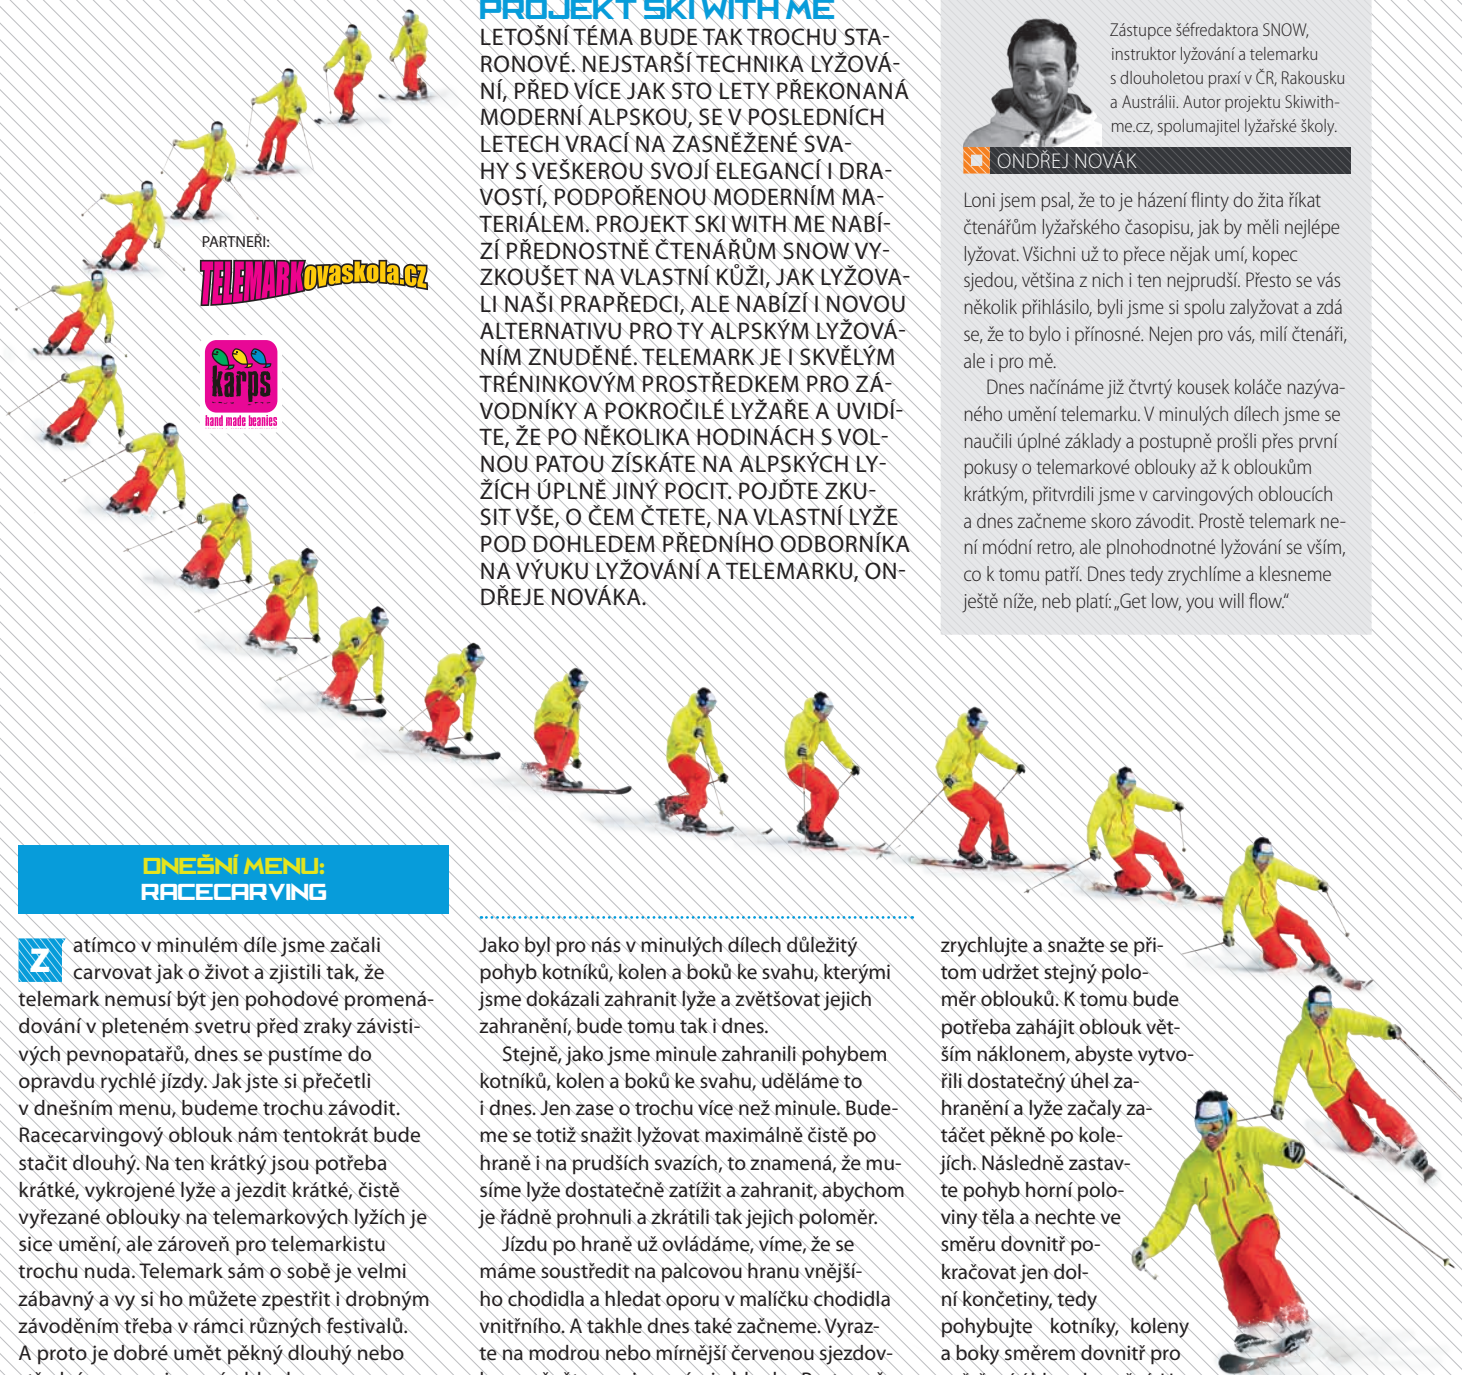 PROJEKT SKI WITH ME
LETOŠNÍ TÉMA BUDE TAK TROCHU STA-
RONOVÉ. NEJSTARŠÍ TECHNIKA LYŽOVÁ-
NÍ, PŘED VÍCE JAK STO LETY PŘEKONANÁ
MODERNÍ ALPSKOU, SE V POSLEDNÍCH
LETECH VRACÍ NA ZASNĚŽENÉ SVA-
HY S VEŠKEROU SVOJÍ ELEGANCÍ I DRA-
VOSTÍ, PODPOŘENOU MODERNÍM MA-
TERIÁLEM. PROJEKT SKI WITH ME NABÍ-
ZÍ PŘEDNOSTNĚ ČTENÁŘŮM SNOW VY-
ZKOUŠET NA VLASTNÍ KŮŽI, JAK LYŽOVA-
LI NAŠI PRAPŘEDCI, ALE NABÍZÍ I NOVOU
ALTERNATIVU PRO TY ALPSKÝM LYŽOVÁ-
NÍM ZNUDĚNÉ. TELEMARK JE I SKVĚLÝM
TRÉNINKOVÝM PROSTŘEDKEM PRO ZÁ-
VODNÍKY A POKROČILÉ LYŽAŘE A UVIDÍ-
TE, ŽE PO NĚKOLIKA HODINÁCH S VOL-
NOU PATOU ZÍSKÁTE NA ALPSKÝCH LY-
ŽÍCH ÚPLNĚ JINÝ POCIT. POJĎTE ZKU-
SIT VŠE, O ČEM ČTETE, NA VLASTNÍ LYŽE
POD DOHLEDEM PŘEDNÍHO ODBORNÍKA
NA VÝUKU LYŽOVÁNÍ A TELEMARKU, ON-
DŘEJE NOVÁKA.
PARTNEŘI:
TELEMARKovaskola.cz
karps
hand made beanies
Zástupce šéfredaktora SNOW,
instruktor lyžování a telemarku
s dlouholetou praxí v ČR, Rakousku
a Austrálii. Autor projektu Skiwith-
me.cz, spolumajitel lyžařské školy.
ONDŘEJ NOVÁK
Loni jsem psal, že to je házení flinty do žita říkat
čtenářům lyžařského časopisu, jak by měli nejlépe
lyžovat. Všichni už to přece nějak umí, kopec
sjedou, většina z nich i ten nejprudší. Přesto se vás
několik přihlásilo, byli jsme si spolu zalyžovat a zdá
se, že to bylo i přínosné. Nejen pro vás, milí čtenáři,
ale i pro mě.
Dnes načínáme již čtvrtý kousek koláče nazýva-
ného umění telemarku. V minulých dílech jsme se
naučili úplné základy a postupně prošli přes první
pokusy o telemarkové oblouky až k obloukům
krátkým, přitvrdili jsme v carvingových obloucích
a dnes začneme skoro závodit. Prostě telemark ne-
ní módní retro, ale plnohodnotné lyžování se vším,
co k tomu patří. Dnes tedy zrychlíme a klesneme
ještě níže, neb platí: „Get low, you will flow.“
DNEŠNÍ MENU:
RACECARVING
Zatímco v minulém díle jsme začali
carvovat jak o život a zjistili tak, že
telemark nemusí být jen pohodové promená-
dování v pleteném svetru před zraky závisti-
vých pevnopatařů, dnes se pustíme do
opravdu rychlé jízdy. Jak jste si přečetli
v dnešním menu, budeme trochu závodit.
Racecarvingový oblouk nám tentokrát bude
stačit dlouhý. Na ten krátký jsou potřeba
krátké, vykrojené lyže a jezdit krátké, čistě
vyřezané oblouky na telemarkových lyžích je
sice umění, ale zároveň pro telemarkistu
trochu nuda. Telemark sám o sobě je velmi
zábavný a vy si ho můžete zpestřit i drobným
závoděním třeba v rámci různých festivalů.
A proto je dobré umět pěkný dlouhý nebo
Jako byl pro nás v minulých dílech důležitý
pohyb kotníků, kolen a boků ke svahu, kterými
jsme dokázali zahranit lyže a zvětšovat jejich
zahranění, bude tomu tak i dnes.
Stejně, jako jsme minule zahranili pohybem
kotníků, kolen a boků ke svahu, uděláme to
i dnes. Jen zase o trochu více než minule. Bude-
me se totiž snažit lyžovat maximálně čistě po
hraně i na prudších svazích, to znamená, že mu-
síme lyže dostatečně zatížit a zahranit, abychom
je řádně prohnuli a zkrátili tak jejich poloměr.
Jízdu po hraně už ovládáme, víme, že se
máme soustředit na palcovou hranu vnější-
ho chodidla a hledat oporu v malíčku chodidla
vnitřního. A takhle dnes také začneme. Vyraz-
te na modrou nebo mírnější červenou sjezdov-
zrychlujte a snažte se při-
tom udržet stejný polo-
měr oblouků. K tomu bude
potřeba zahájit oblouk vět-
ším náklonem, abyste vytvo-
řili dostatečný úhel za-
hranění a lyže začaly za-
táčet pěkně po kole-
jích. Následně zastav-
te pohyb horní polo-
viny těla a nechte ve
směru dovnitř po-
kračovat jen dol-
ní končetiny, tedy
pohybujte kotníky, koleny
a boky směrem dovnitř pro